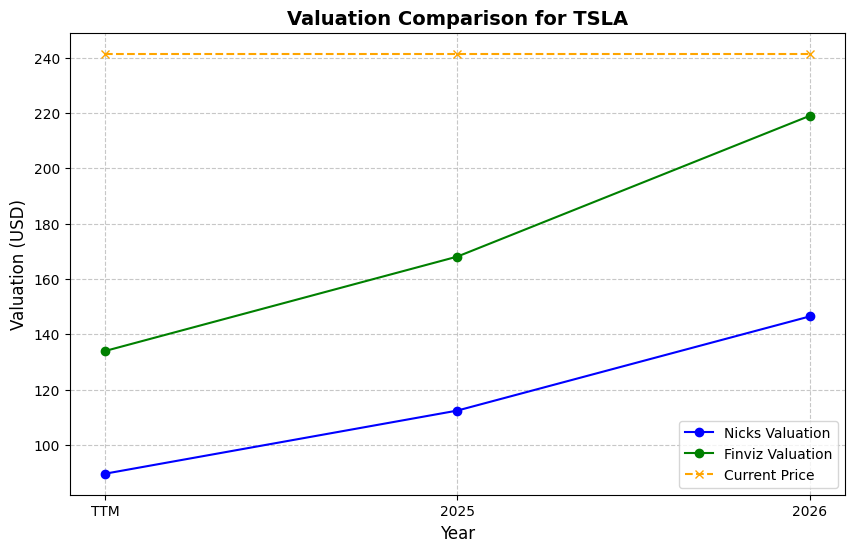 Valuation Comparison for TSLA
Valuation (USD)
240
220
200
180
160
140
120
100
TTM
2025
2026
Year
Nicks Valuation
Finviz Valuation
Current Price